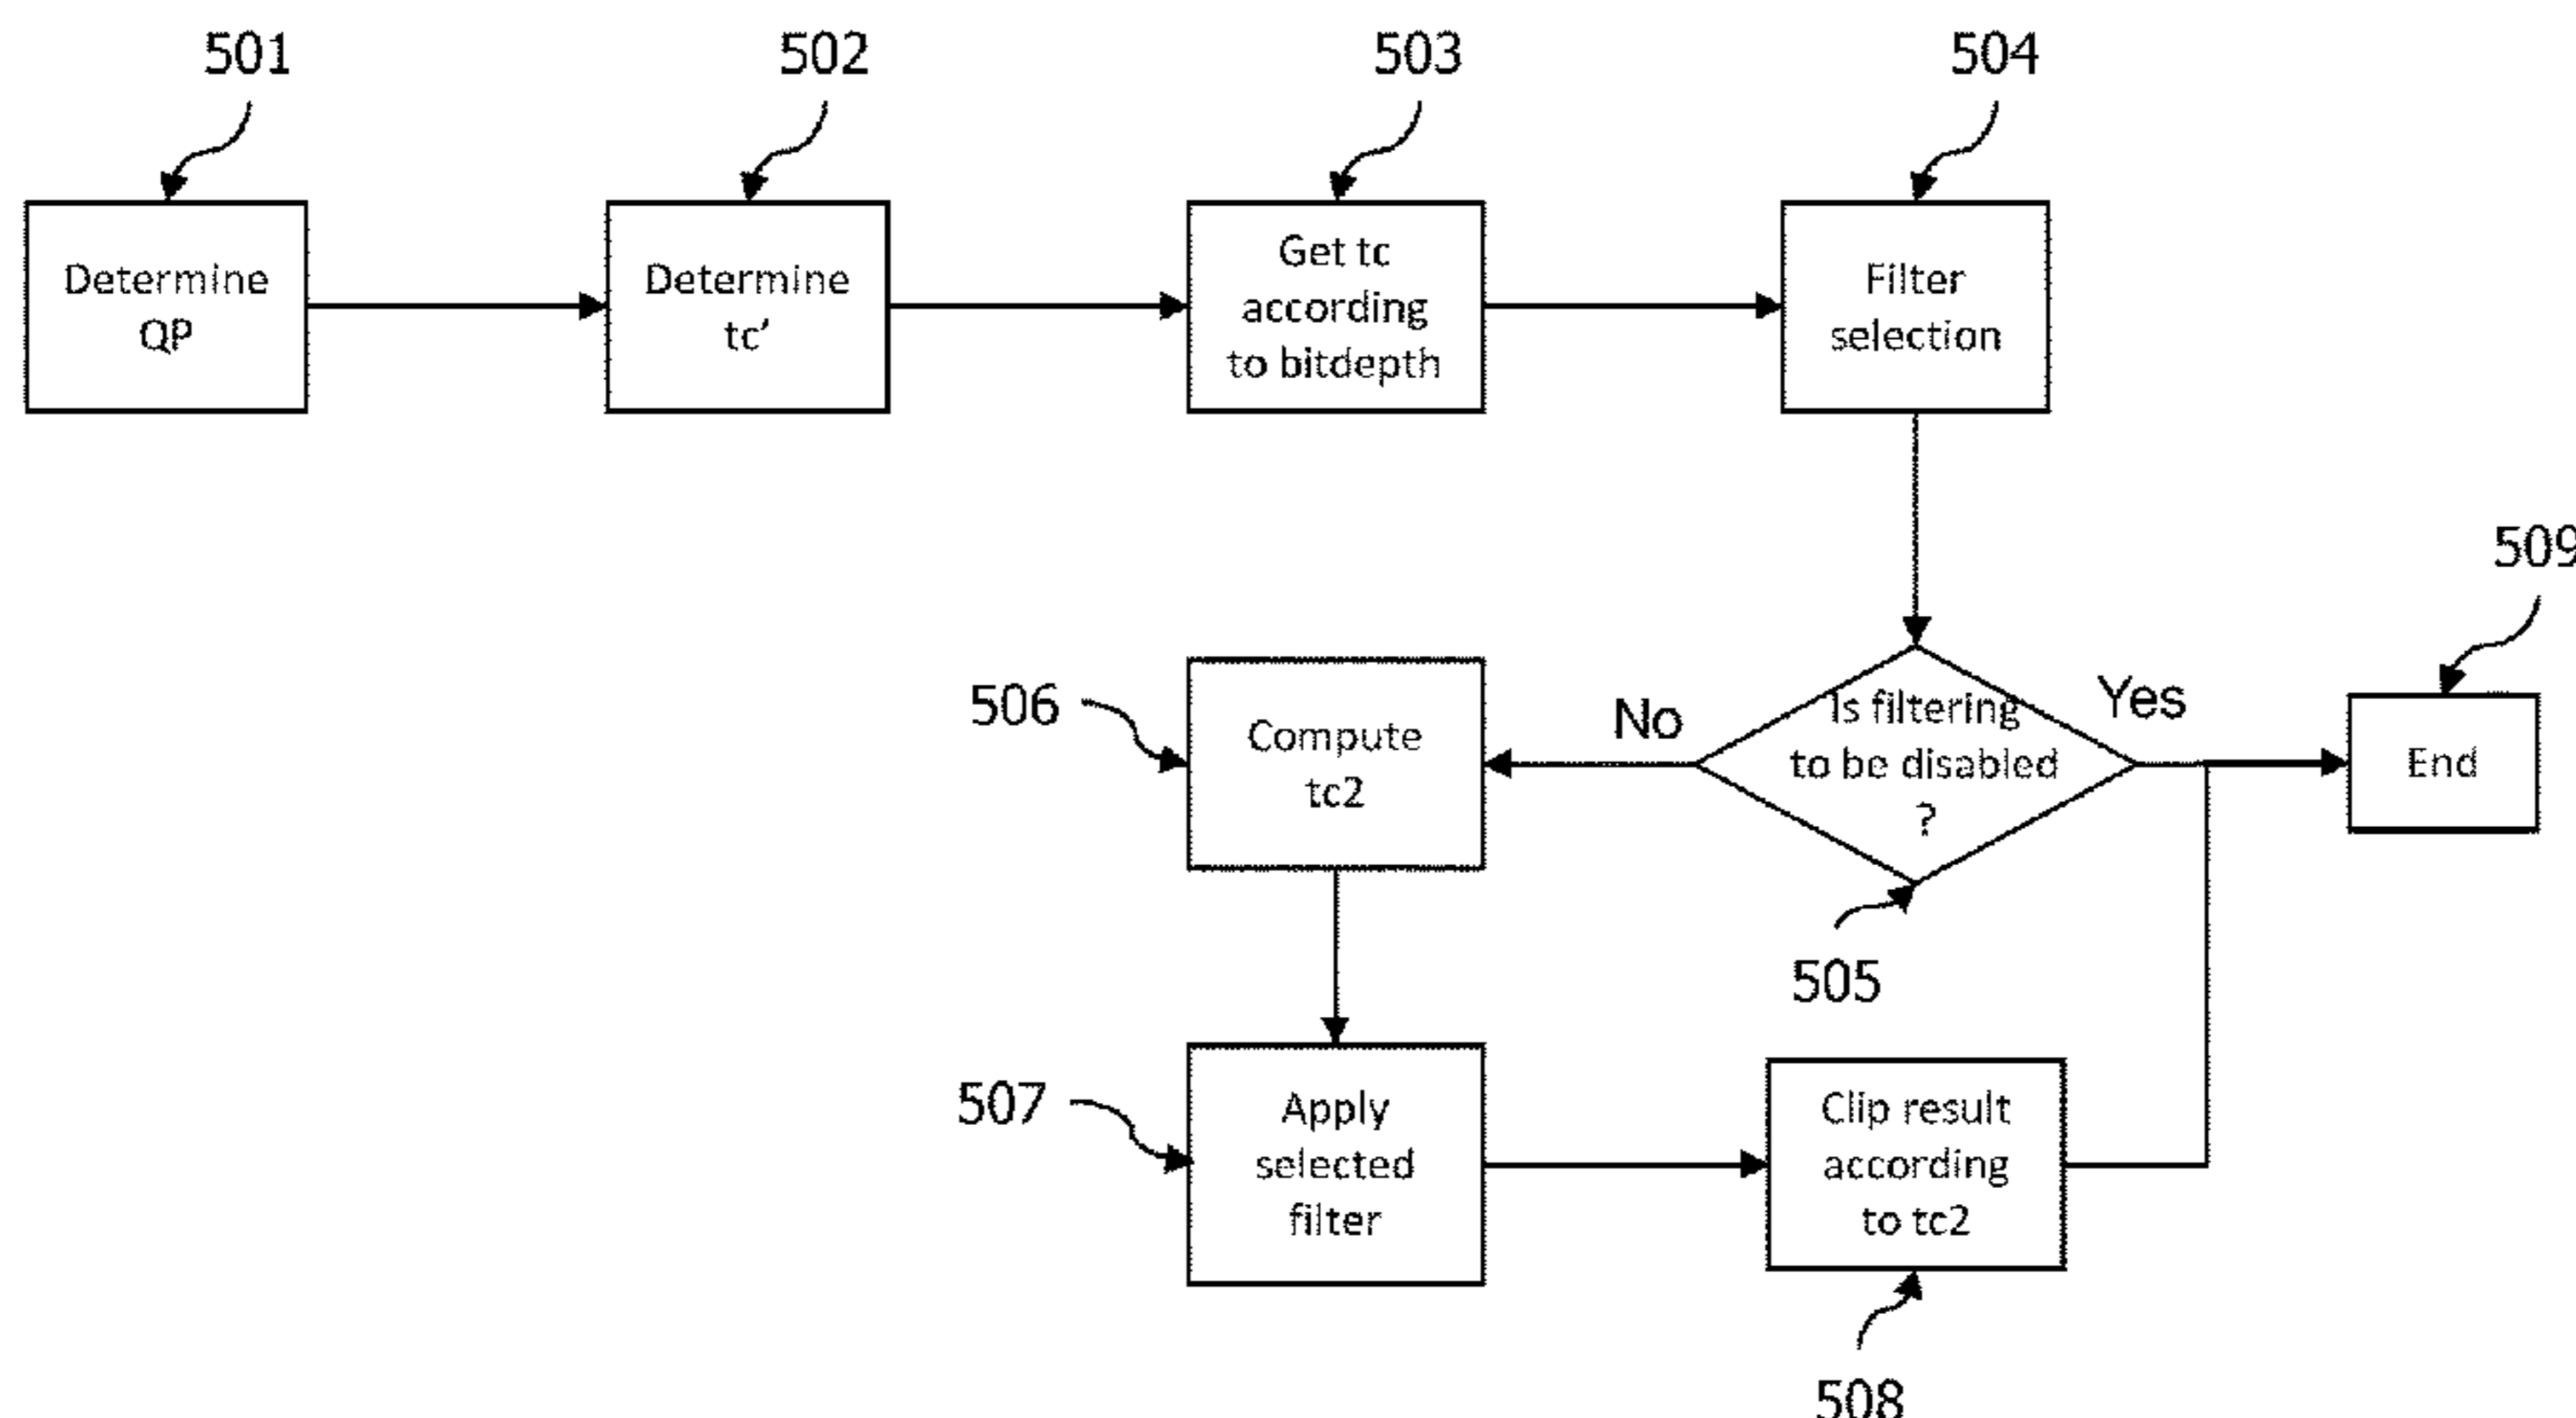 501
502
503
504
Determine
QP
Determine
tc’
Get tc
according
to bitdepth
Filter
selection
509
506
Compute
tc2
No
Is filtering
to be disabled
?
Yes
End
505
507
Apply
selected
filter
Clip result
according
to tc2
508